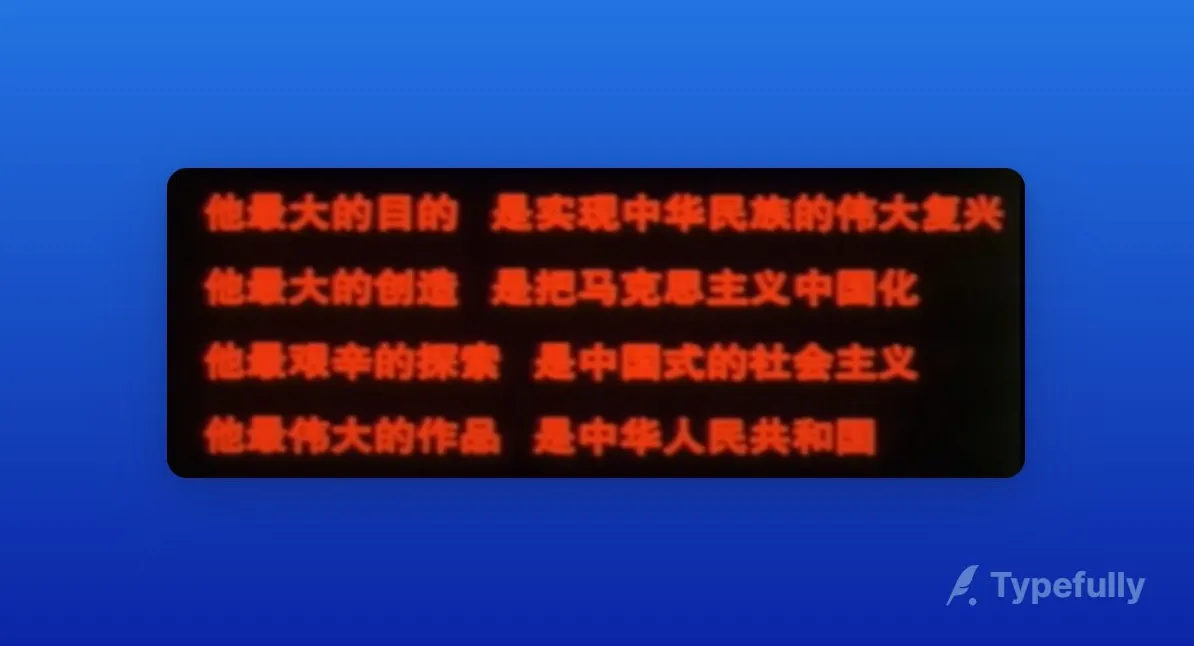 他最大的目的 是实现中华民族的伟大复兴
他最大的创造 是把马克思主义中国化
他最艰辛的探索 是中国式的社会主义
他最伟大的作品 是中华人民共和国
Typefully